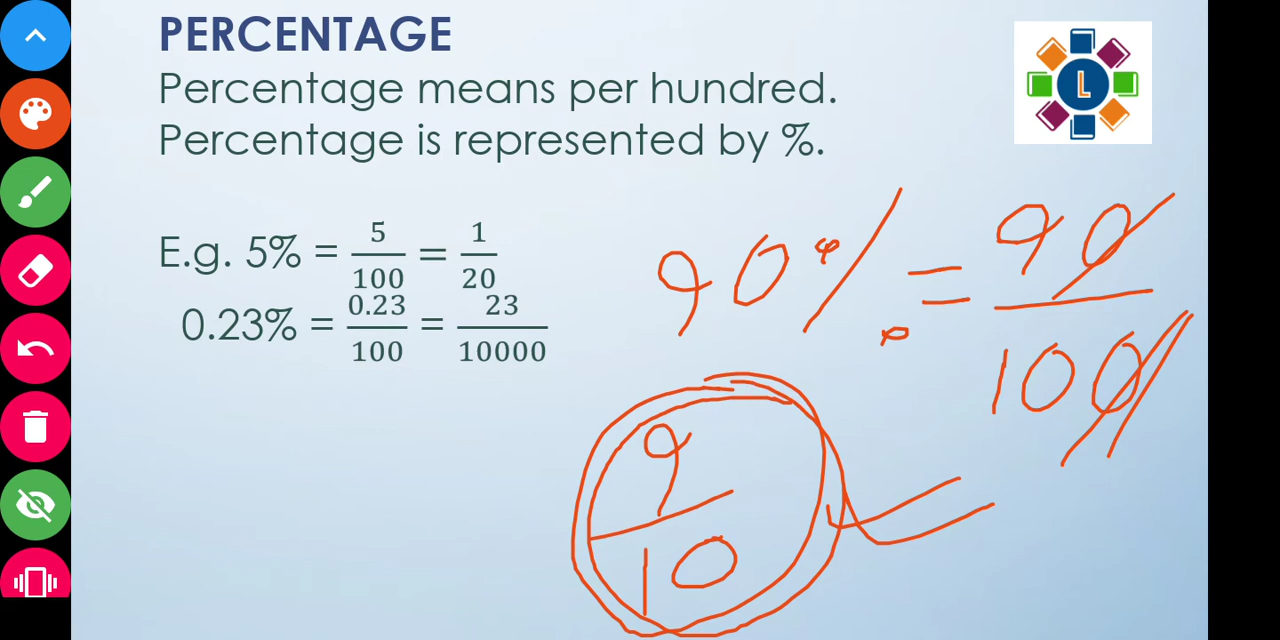 PERCENTAGE
Percentage means per hundred.
Percentage is represented by %.
E.g. 5% = 5/100 = 1/20
0.23% = 0.23/100 = 23/10000
90% = 90/100
9/10
L